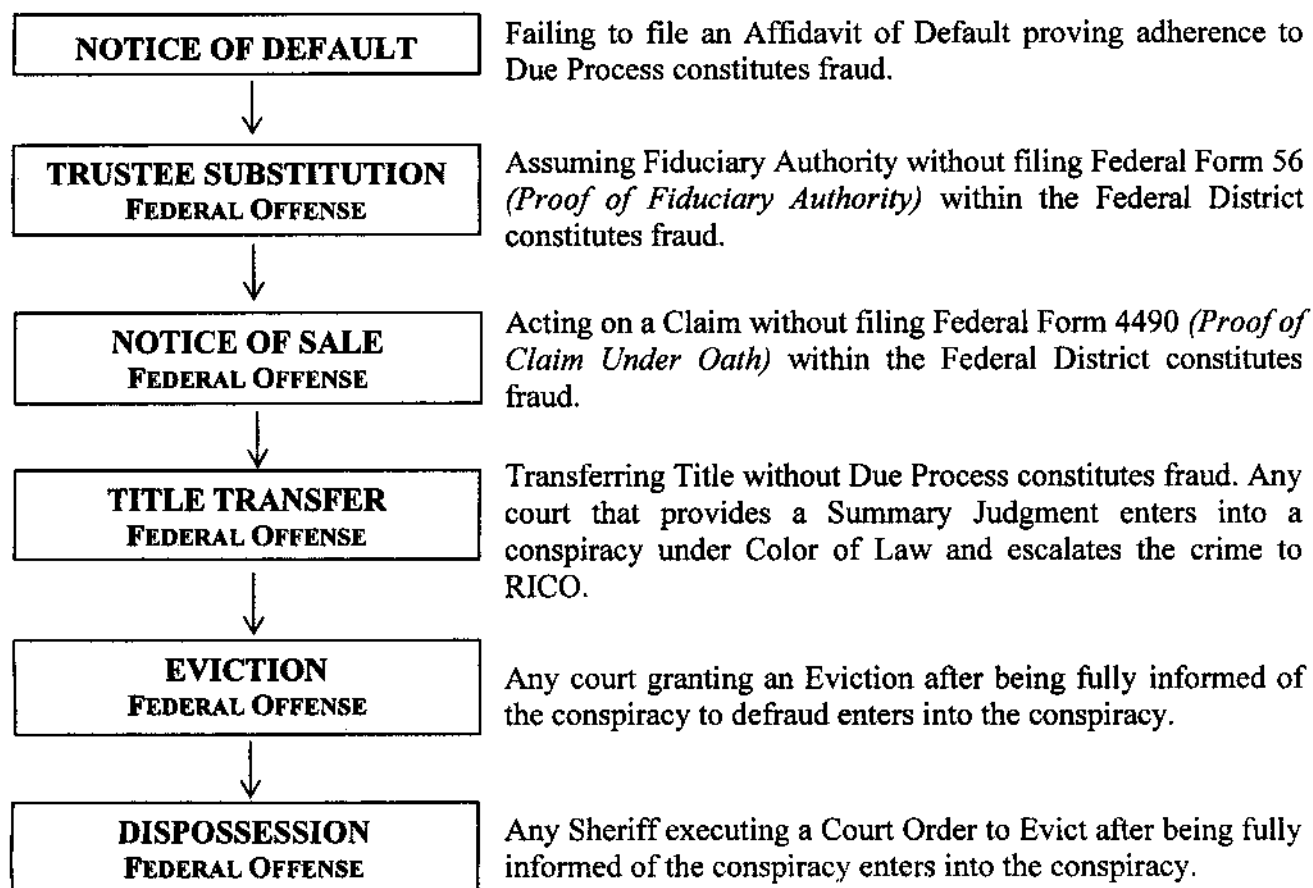 NOTICE OF DEFAULT
Failing to file an Affidavit of Default proving adherence to
Due Process constitutes fraud.
TRUSTEE SUBSTITUTION
FEDERAL OFFENSE
Assuming Fiduciary Authority without filing Federal Form 56
(Proof of Fiduciary Authority) within the Federal District
constitutes fraud.
NOTICE OF SALE
FEDERAL OFFENSE
Acting on a Claim without filing Federal Form 4490 (Proof of
Claim Under Oath) within the Federal District constitutes
fraud.
TITLE TRANSFER
FEDERAL OFFENSE
Transferring Title without Due Process constitutes fraud. Any
court that provides a Summary Judgment enters into a
conspiracy under Color of Law and escalates the crime to
RICO.
EVICTION
FEDERAL OFFENSE
Any court granting an Eviction after being fully informed of
the conspiracy to defraud enters into the conspiracy.
DISPOSSESSION
FEDERAL OFFENSE
Any Sheriff executing a Court Order to Evict after being fully
informed of the conspiracy enters into the conspiracy.